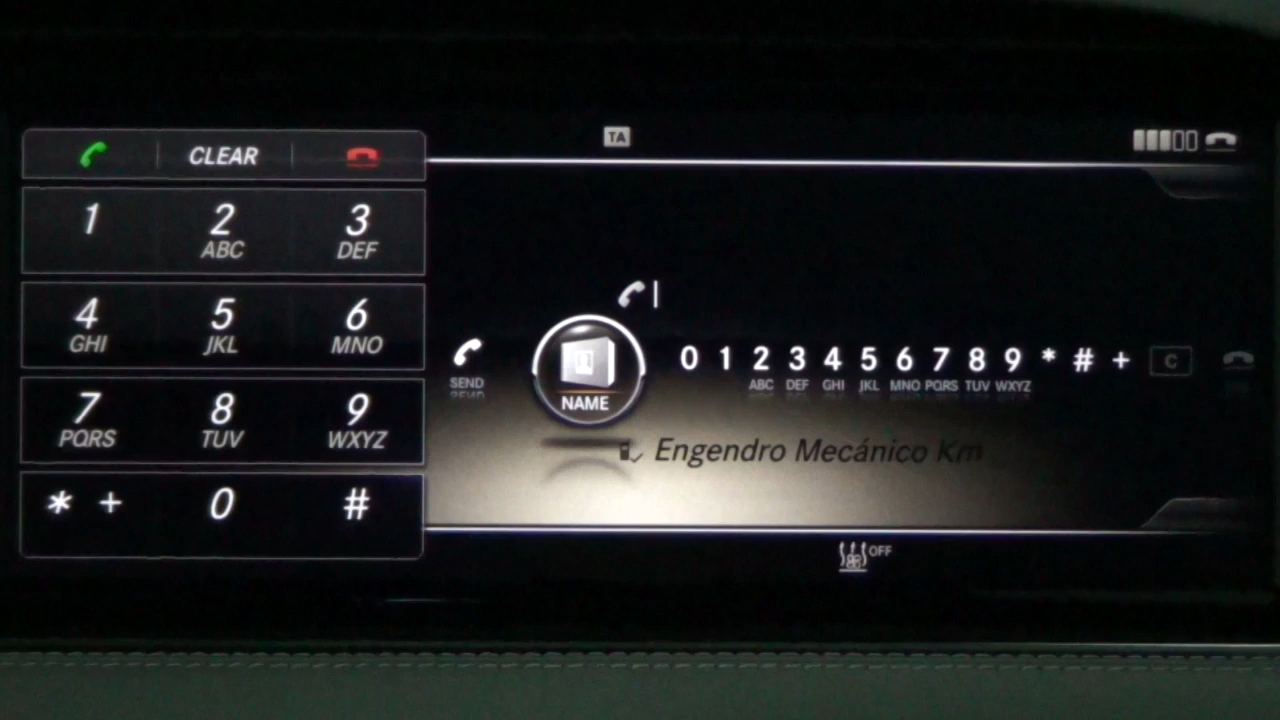 TA
CLEAR
1 2 3
ABC DEF
4 5 6
GHI JKL MNO
7 8 9
PQRS TUV WXYZ
* + 0 #
SEND
NAME
0 1 2 3 4 5 6 7 8 9 * # + C
ABC DEF GHI JKL MNO PQRS TUV WXYZ
Engendro Mecánico Km
OFF